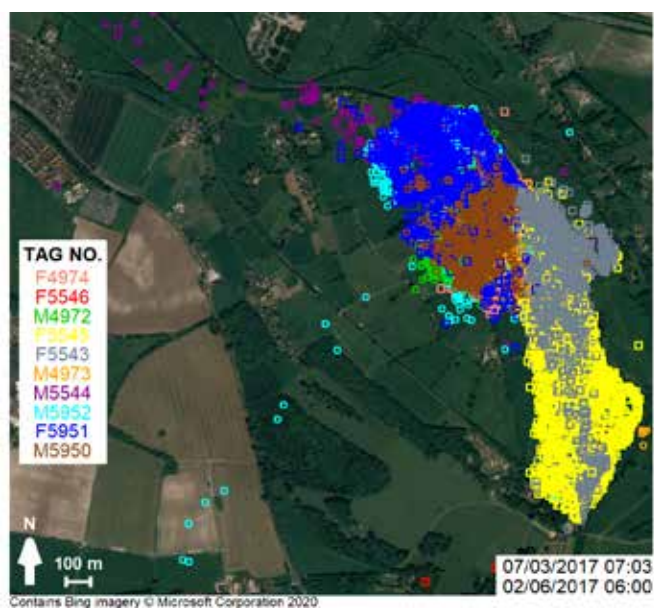 TAG NO.
F4974
F5546
M4972
F5545
F5543
M4973
M5544
M5952
F5951
M5950
N
100 m
07/03/2017 07:03
02/06/2017 06:00
Contains Bing imagery © Microsoft Corporation 2020